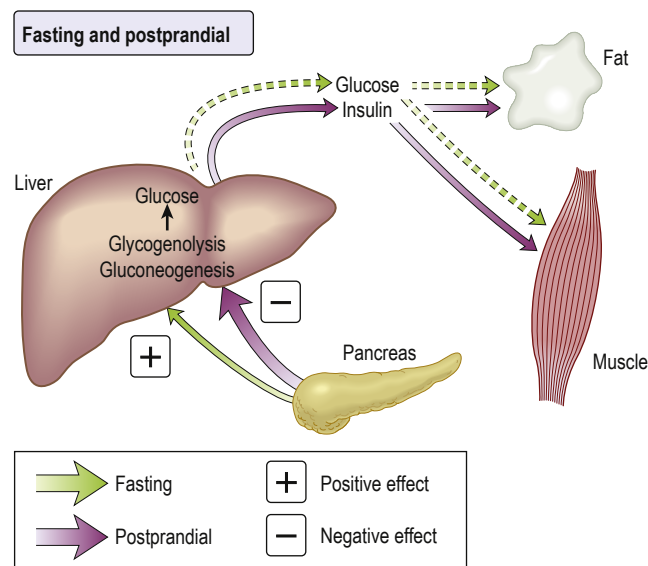 Fasting and postprandial
Glucose
Insulin
Fat
Liver
Glucose
Glycogenolysis
Gluconeogenesis
−
+
Pancreas
Muscle
Fasting
+ Positive effect
Postprandial
− Negative effect